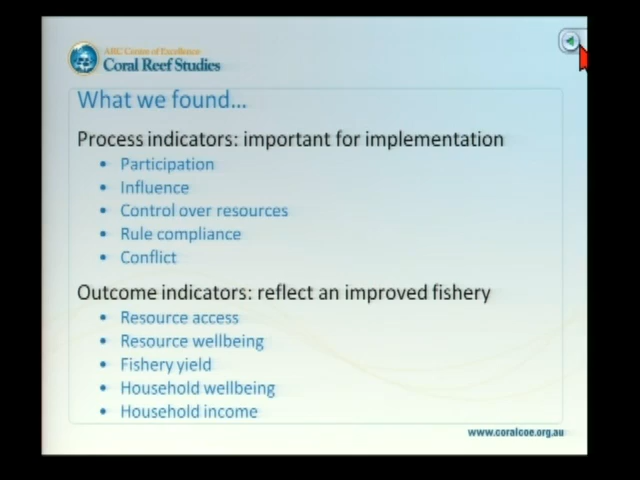 ARC Centre of Excellence
Coral Reef Studies
What we found...
Process indicators: important for implementation
• Participation
• Influence
• Control over resources
• Rule compliance
• Conflict
Outcome indicators: reflect an improved fishery
• Resource access
• Resource wellbeing
• Fishery yield
• Household wellbeing
• Household income
www.coralcoe.org.au